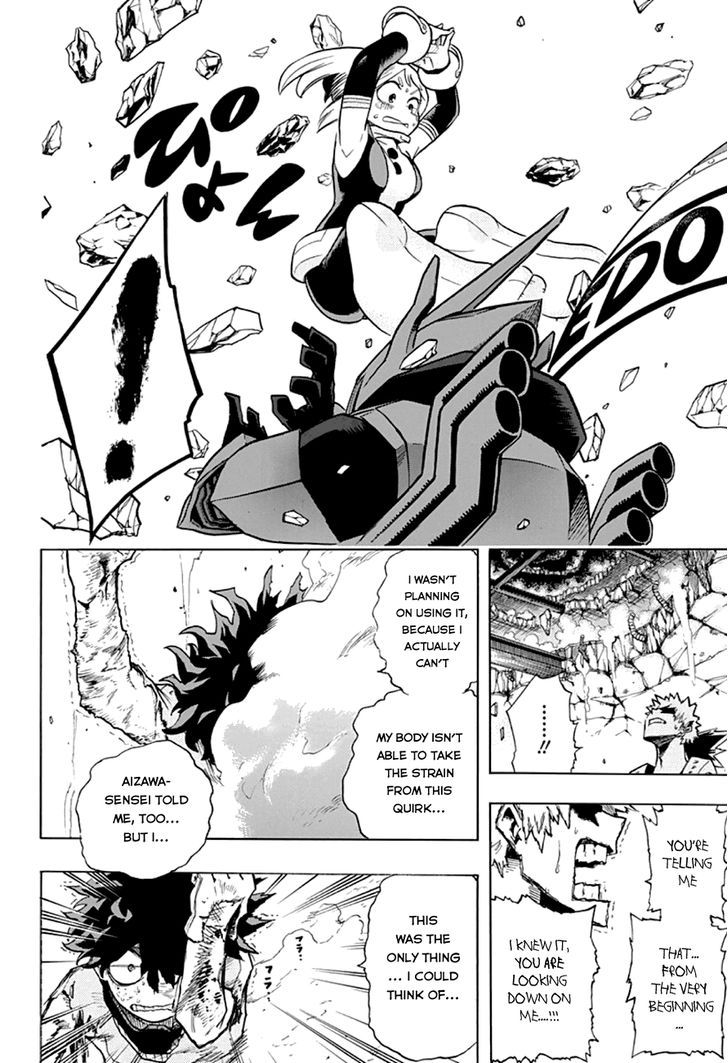 ぴょん
EDO
!
......!!
YOU'RE
TELLING
ME
THAT...
FROM
THE VERY
BEGINNING
...
I KNEW IT,
YOU ARE
LOOKING
DOWN ON
ME....!!!
I WASN'T
PLANNING
ON USING IT,
BECAUSE I
ACTUALLY
CAN'T
MY BODY ISN'T
ABLE TO TAKE
THE STRAIN
FROM THIS
QUIRK...
AIZAWA-
SENSEI TOLD
ME, TOO...
BUT I...
THIS
WAS THE
ONLY THING
... I COULD
THINK OF...